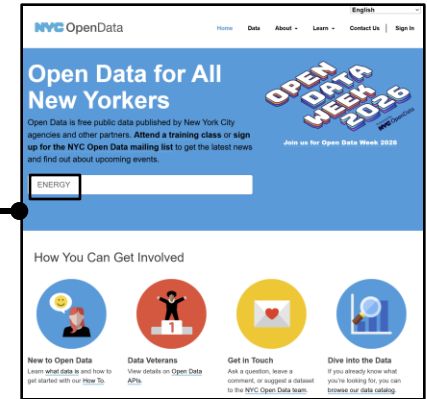 English
NYC OpenData
Home Data About Learn Contact Us Sign In
Open Data for All
New Yorkers
Open Data is free public data published by New York City
agencies and other partners. Attend a training class or sign
up for the NYC Open Data mailing list to get the latest news
and find out about upcoming events.
OPEN
DATA
WEEK
2026
NYC OpenData
Join us for Open Data Week 2026
ENERGY
How You Can Get Involved
1
New to Open Data
Learn what data is and how to
get started with our How To.
Data Veterans
View details on Open Data
APIs.
Get in Touch
Ask a question, leave a
comment, or suggest a dataset
to the NYC Open Data team.
Dive into the Data
If you already know what
you're looking for, you can
browse our data catalog.